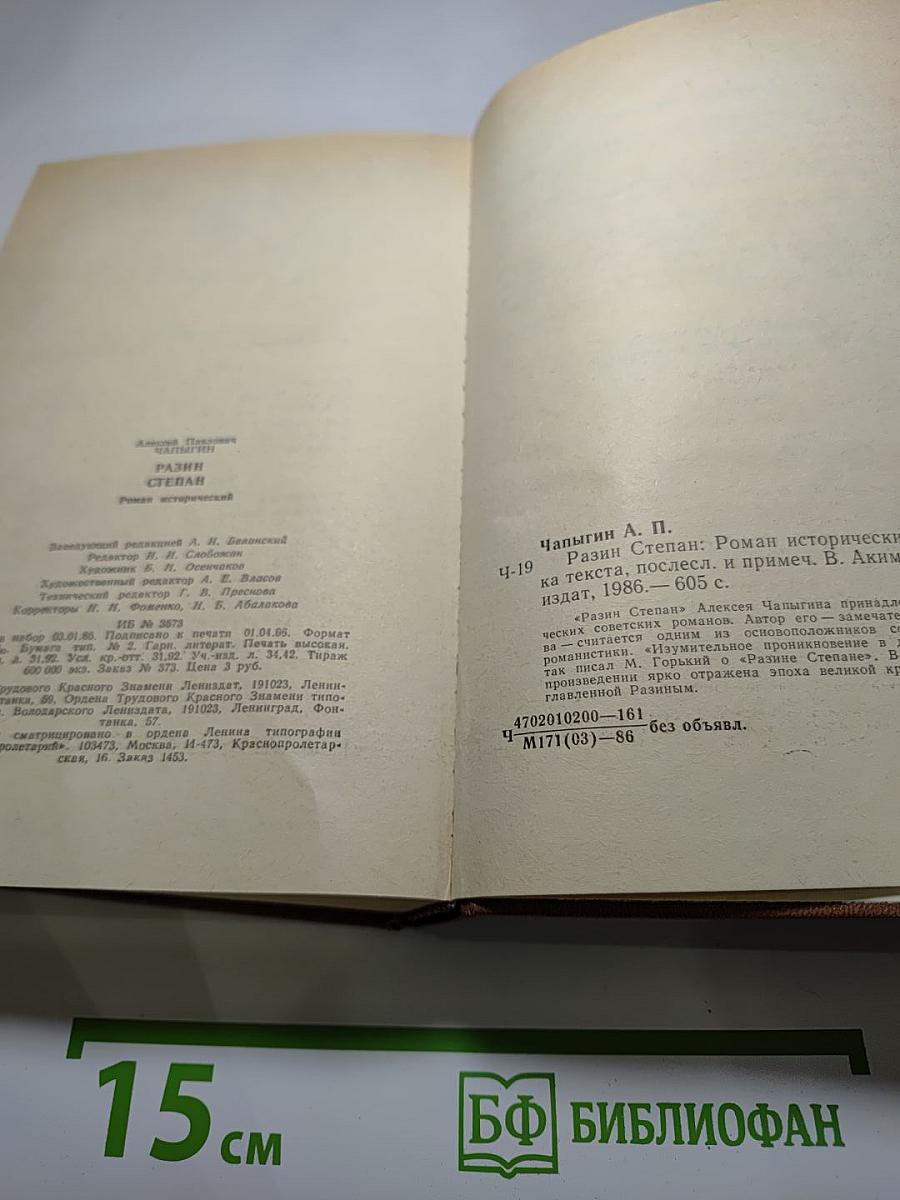 Алексей Павлович
ЧАПЫГИН
РАЗИН
СТЕПАН
Роман исторический
Заведующий редакцией А. И. Белинский
Редактор И. И. Слобожан
Художник Б. Н. Осенчаков
Художественный редактор А. Е. Власов
Технический редактор Г. В. Преснова
Корректоры И. И. Фоменко, Н. Б. Абалакова
ИБ № 3573
в набор 03.01.86. Подписано к печати 01.04.86. Формат
Бумага тип. № 2. Гарн. литерат. Печать высокая.
л. 31,92. Усл. кр.-отт. 31,92. Уч.-изд. л. 34,42. Тираж
600 000 экз. Заказ № 373. Цена 3 руб.
Трудового Красного Знамени Лениздат, 191023, Ленин-
танка, 59. Ордена Трудового Красного Знамени типо-
Володарского Лениздата, 191023, Ленинград, Фон-
танка, 57.
сматрицировано в ордена Ленина типографии
ролетарий». 103473, Москва, И-473, Краснопролетар-
ская, 16. Заказ 1453.
Чапыгин А. П.
Ч-19 Разин Степан: Роман исторически
ка текста, послесл. и примеч. В. Аким
издат, 1986.— 605 с.
«Разин Степан» Алексея Чапыгина принадле
ческих советских романов. Автор его — замечате
ва — считается одним из основоположников со
романистики. «Изумительное проникновение в д
так писал М. Горький о «Разине Степане». В
произведении ярко отражена эпоха великой кр
главленной Разиным.
Ч 4702010200—161 без объявл.
М171(03)—86
15 см
БФ БИБЛИОФАН